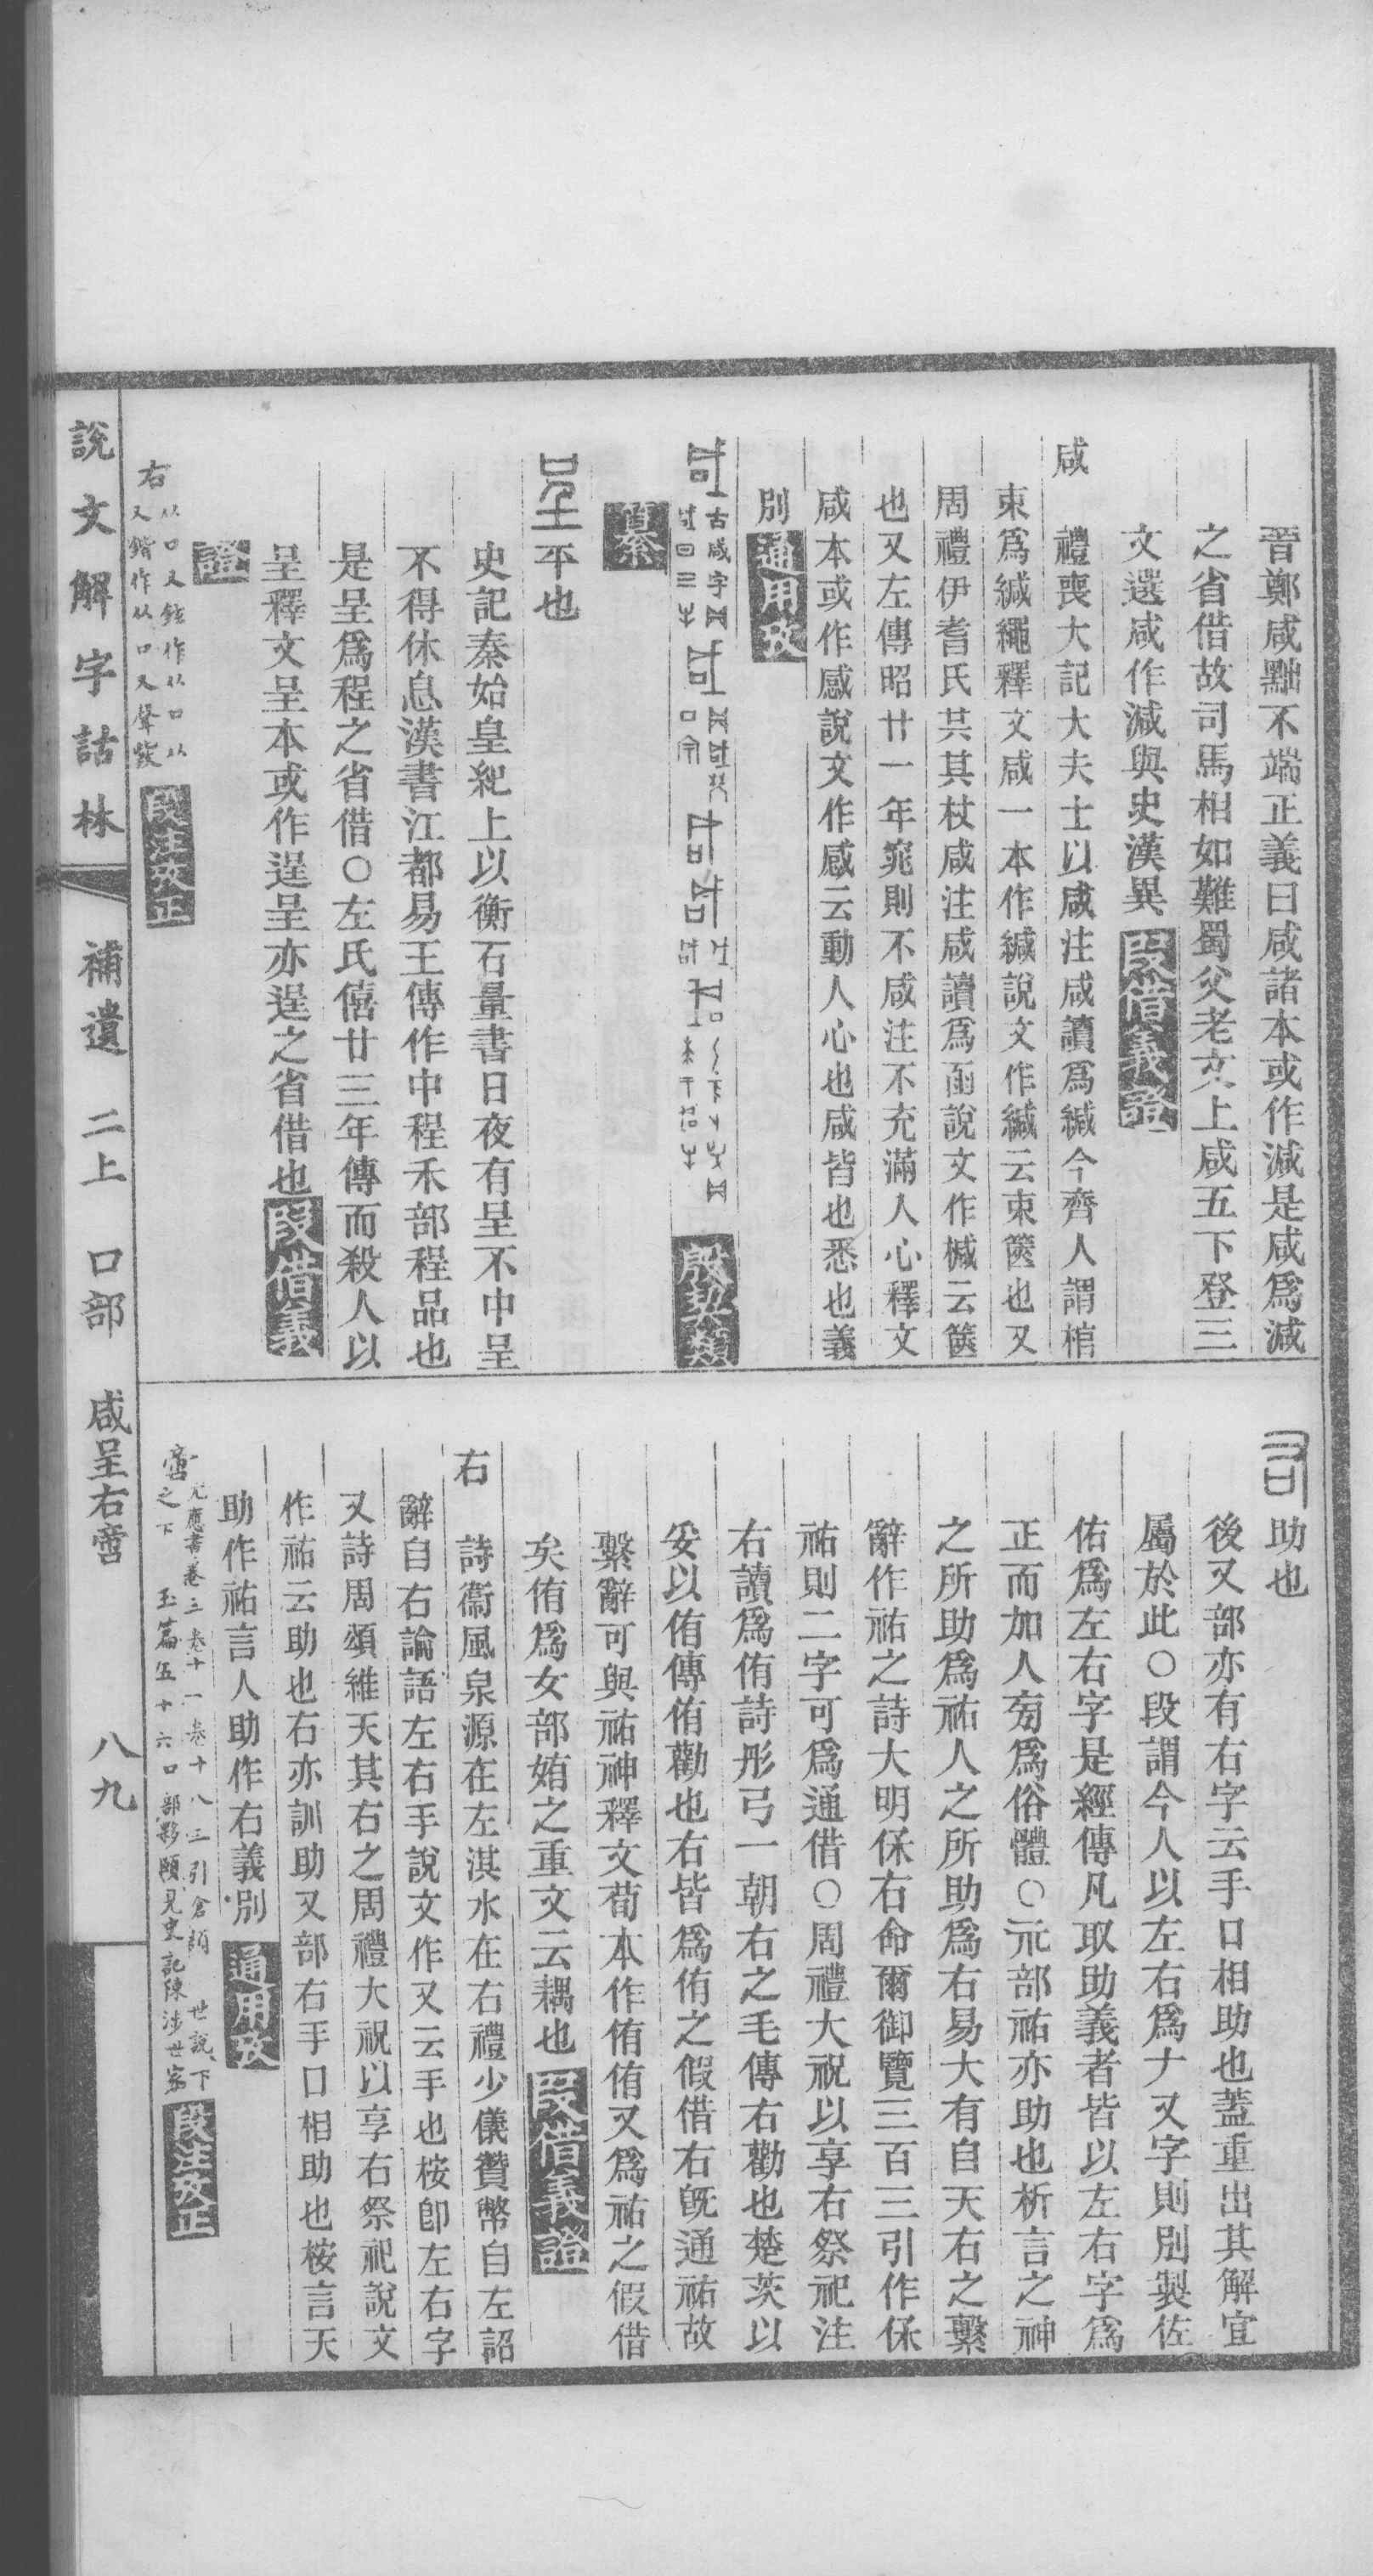 晉鄭咸黜不端正義曰咸諸本或作減是咸爲減
之省借故司馬相如難蜀父老文上咸五下登三
文選咸作減與史漢異 叚借義證
咸
禮喪大記大夫士以咸注咸讀爲緘今齊人謂棺
束爲緘繩釋文咸一本作緘說文作緘云束篋也又
周禮伊耆氏共其杖咸注咸讀爲函說文作椷云篋
也又左傳昭廿一年窕則不咸注不充滿人心釋文
咸本或作感說文作感云動人心也咸皆也悉也義
別 通用攷
古咸字 殷契類
纂
呈 平也
史記秦始皇紀上以衡石量書日夜有呈不中呈
不得休息漢書江都易王傳作中程禾部程品也
是呈爲程之省借○左氏僖廿三年傳而殺人以
呈釋文呈本或作逞呈亦逞之省借也 叚借義
證
右 从口又鍇作从口从
又鍇作从口又聲 段注攷正
右 助也
後又部亦有右字云手口相助也蓋重出其解宜
屬於此○段謂今人以左右爲ナ又字則別製佐
佑爲左右字是經傳凡取助義者皆以左右字爲
正而加人㫄爲俗體○示部祐亦助也析言之神
之所助爲祐人之所助爲右易大有自天右之繫
辭作祐之詩大明保右命爾御覽三百三引作保
祐則二字可爲通借○周禮大祝以享右祭祀注
右讀爲侑詩彤弓一朝右之毛傳右勸也楚茨以
妥以侑傳侑勸也右皆爲侑之假借右旣通祐故
繫辭可與祐神釋文荀本作侑侑又爲祐之假借
矣侑爲女部姷之重文云耦也 叚借義證
右
詩衞風泉源在左淇水在右禮少儀贊幣自左詔
辭自右論語左右手說文作又云手也桉卽左右字
又詩周頌維天其右之周禮大祝以享右祭祀說文
作祐云助也右亦訓助又部右手口相助也桉言天
助作祐言人助作右義別 通用攷
啻 元應書卷三卷十一卷十八三引倉頡 世說下
啻之下 玉篇五十六口部夥頤見史記陳涉世家 段注攷正
說文解字詁林 補遺 二上 口部 咸呈右啻 八九